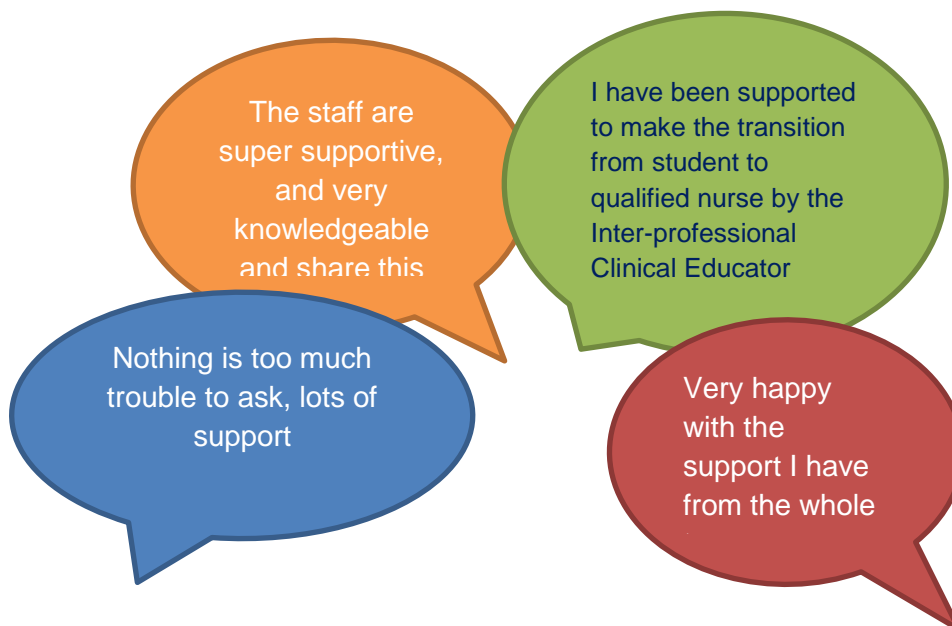 The staff are
super supportive,
and very
knowledgeable
and share this
I have been supported
to make the transition
from student to
qualified nurse by the
Inter-professional
Clinical Educator
Nothing is too much
trouble to ask, lots of
support
Very happy
with the
support I have
from the whole